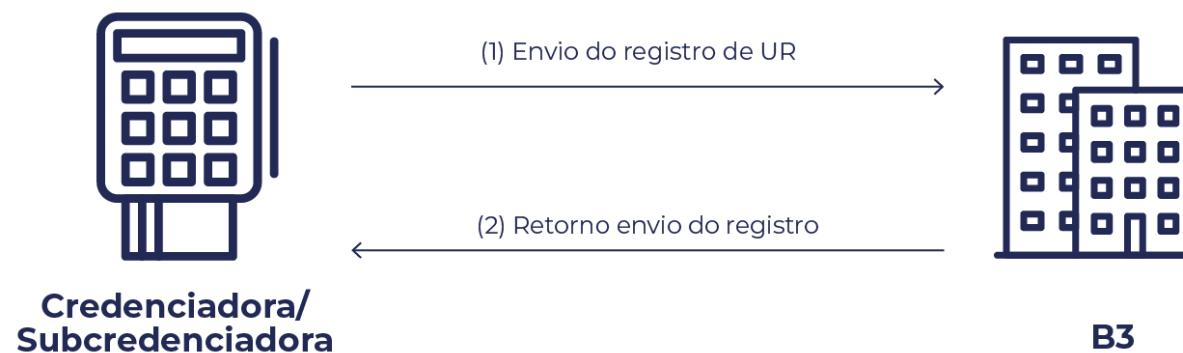 (1) Envio do registro de UR
(2) Retorno envio do registro
Credenciadora/
Subcredenciadora
B3